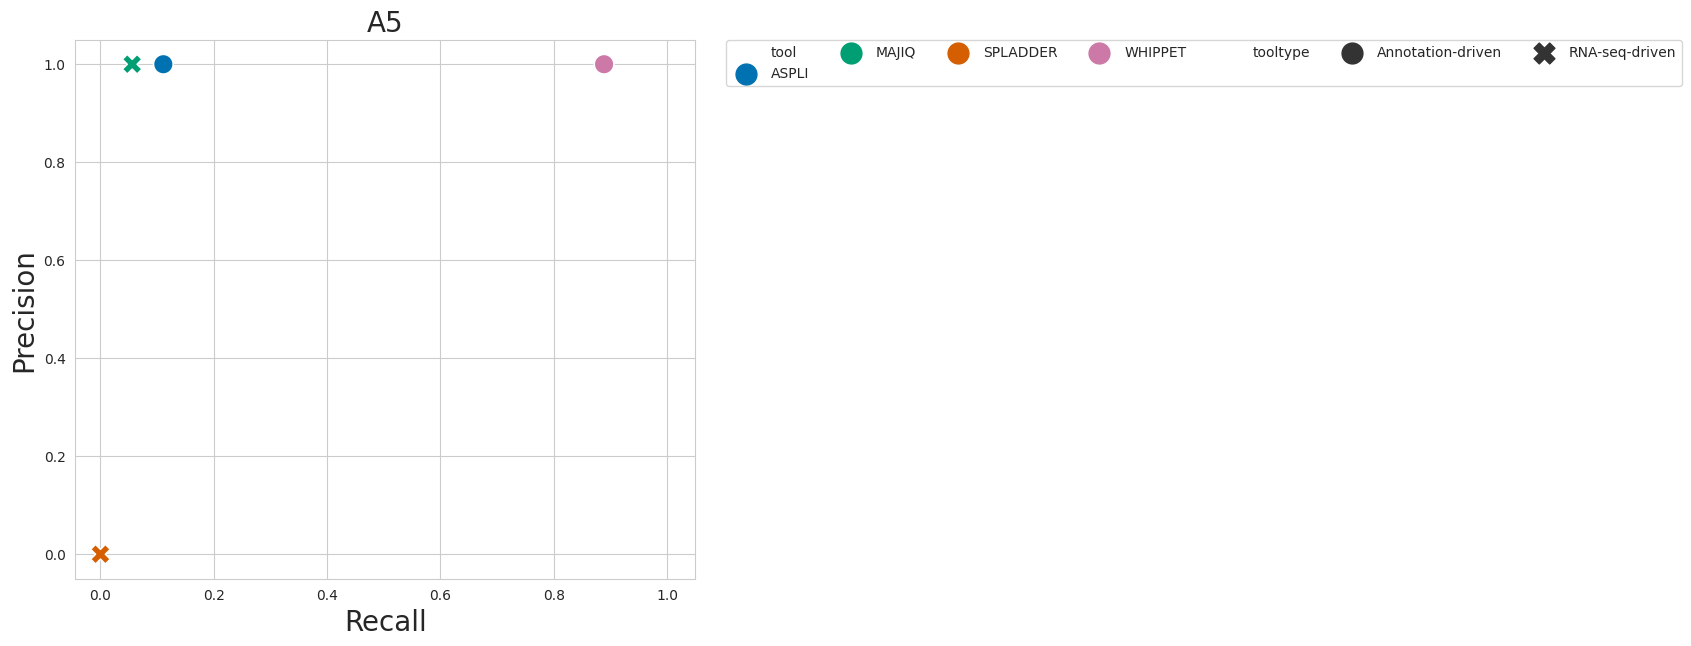 A5
tool MAJIQ SPLADDER WHIPPET tooltype Annotation-driven RNA-seq-driven
ASPLI
Precision
1.0
0.8
0.6
0.4
0.2
0.0
0.0 0.2 0.4 0.6 0.8 1.0
Recall